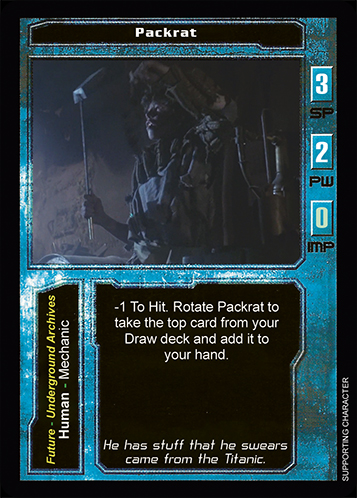 Packrat
3
SP
2
PW
0
IMP
Future - Underground Archives
Human - Mechanic
-1 To Hit. Rotate Packrat to
take the top card from your
Draw deck and add it to
your hand.
He has stuff that he swears
came from the Titanic.
SUPPORTING CHARACTER